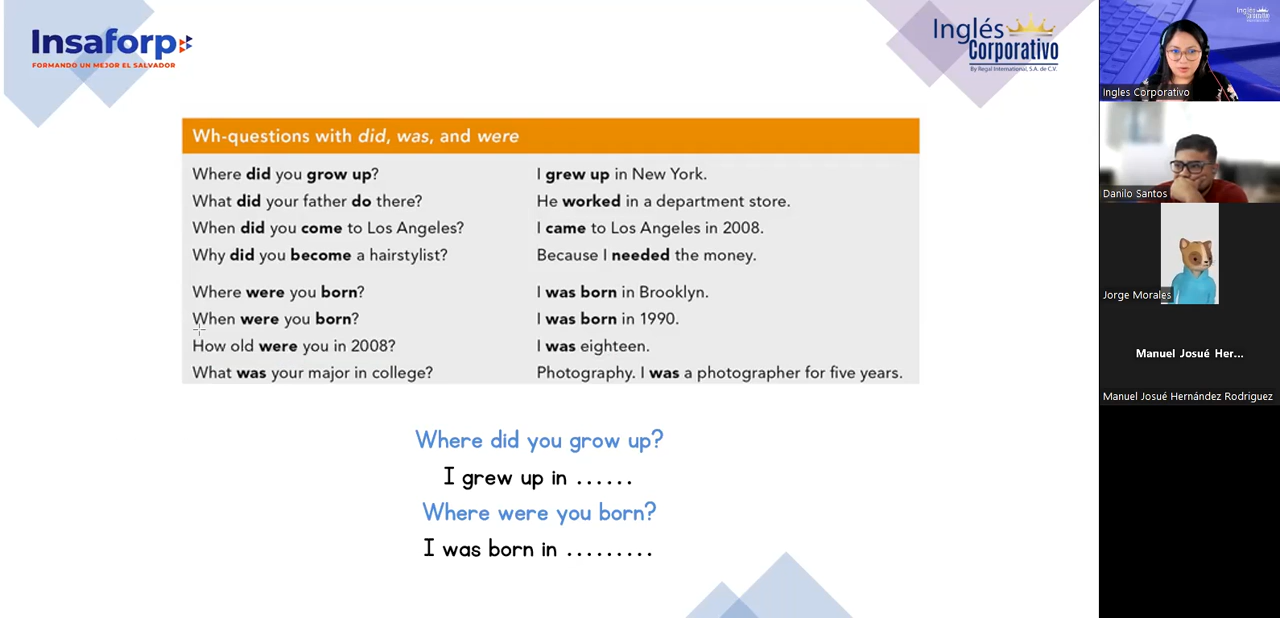 Insaforp
FORMANDO UN MEJOR EL SALVADOR
Inglés
Corporativo
By Regal International, S.A. de C.V.
Wh-questions with did, was, and were
Where did you grow up? I grew up in New York.
What did your father do there? He worked in a department store.
When did you come to Los Angeles? I came to Los Angeles in 2008.
Why did you become a hairstylist? Because I needed the money.
Where were you born? I was born in Brooklyn.
When were you born? I was born in 1990.
How old were you in 2008? I was eighteen.
What was your major in college? Photography. I was a photographer for five years.
Where did you grow up?
I grew up in ......
Where were you born?
I was born in .........
Inglés
Ingles Corporativo
Danilo Santos
Jorge Morales
Manuel Josué Her...
Manuel Josué Hernández Rodriguez